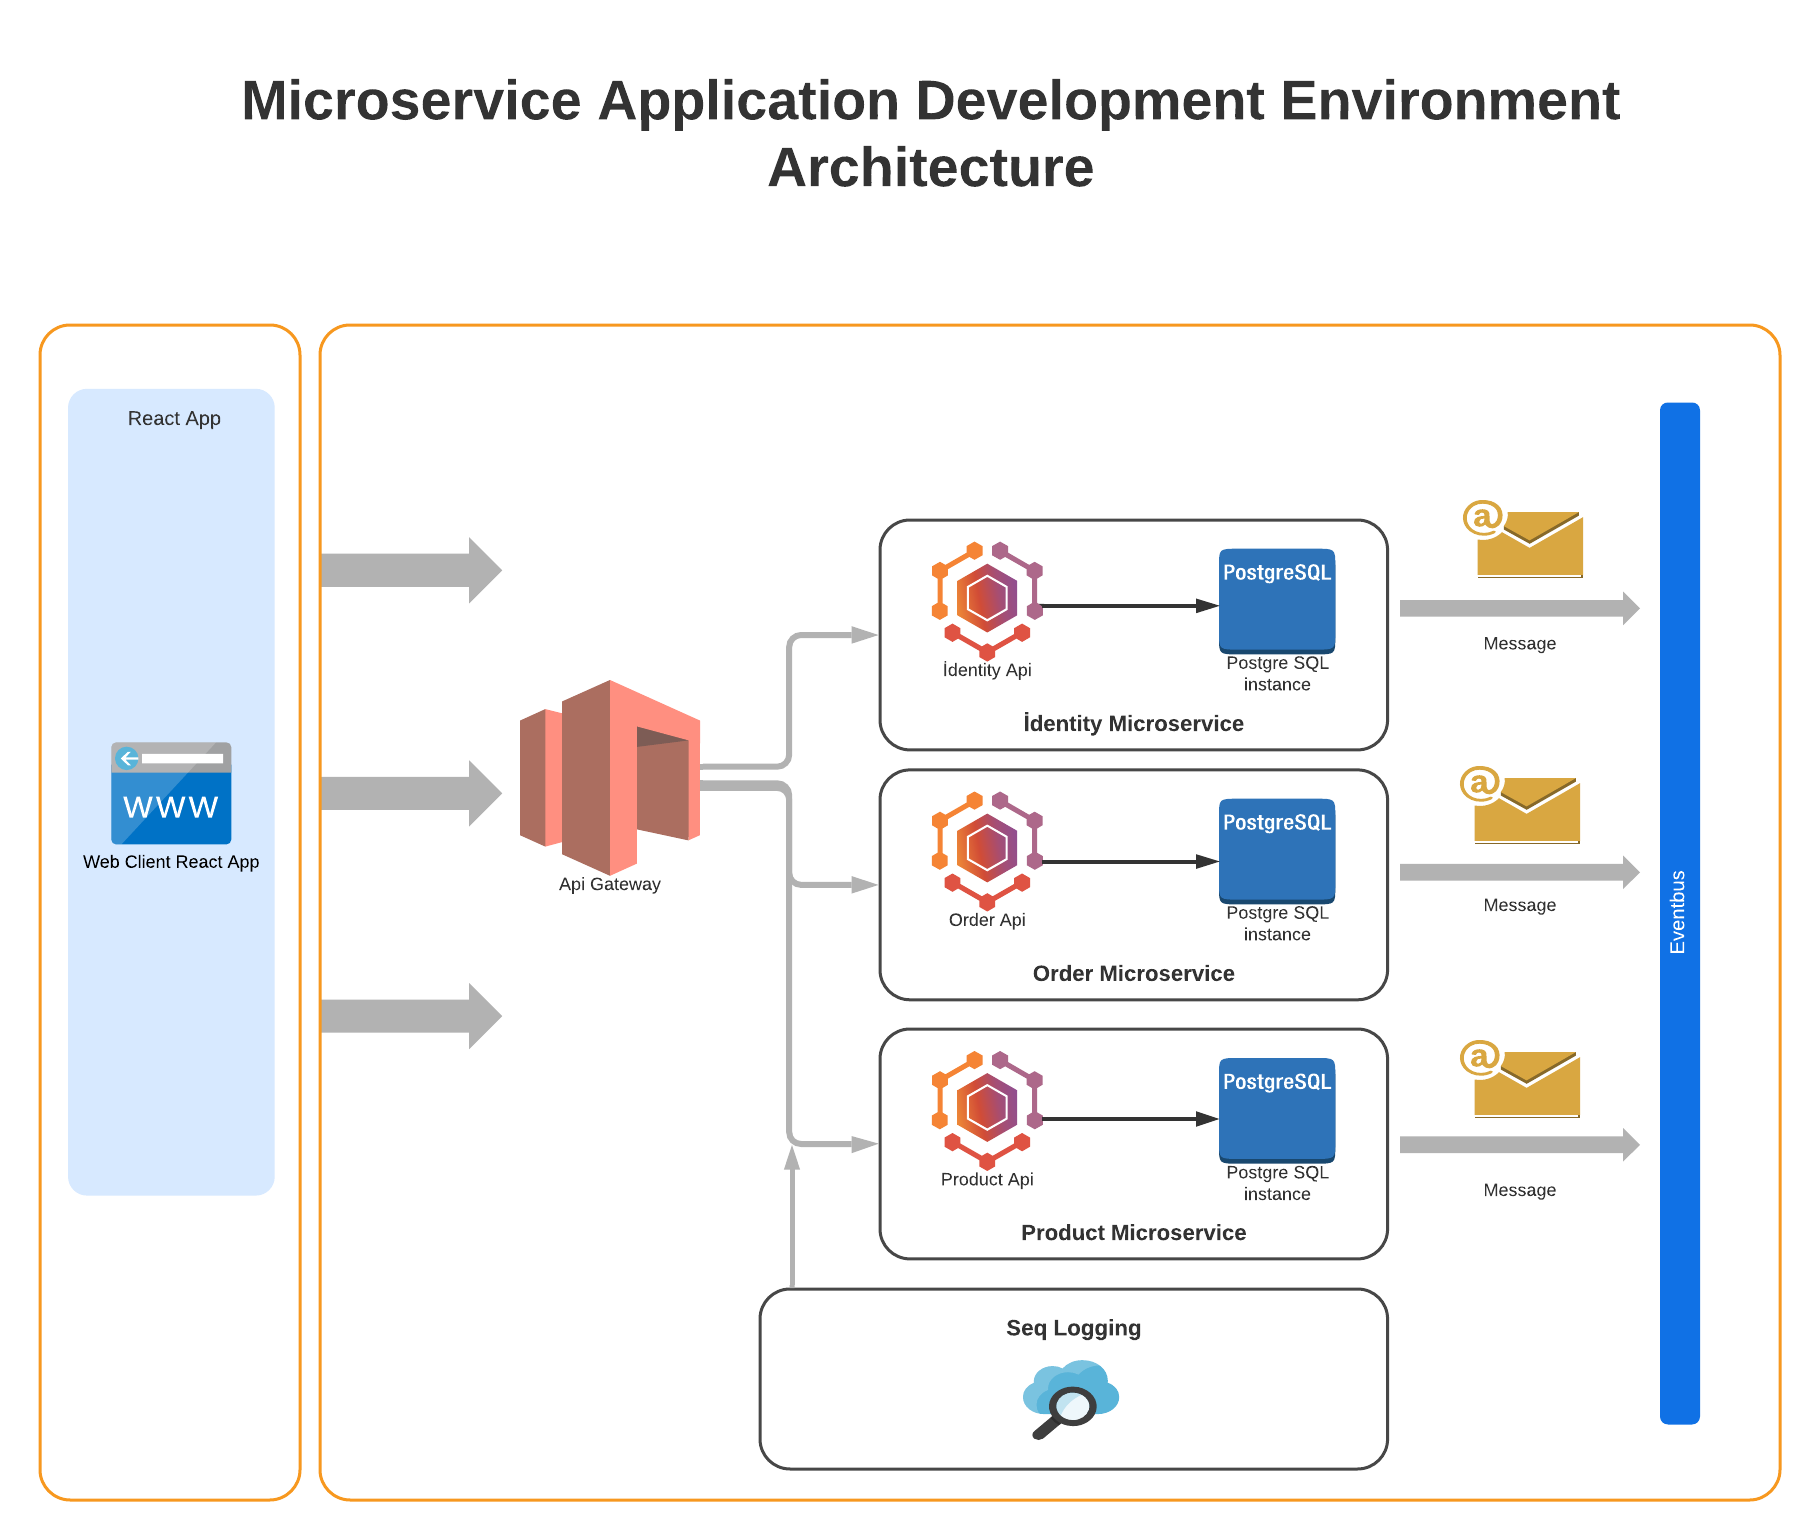 Microservice Application Development Environment
Architecture
React App
WWW
Web Client React App
Api Gateway
PostgreSQL
İdentity Api
Postgre SQL
instance
İdentity Microservice
@
Message
PostgreSQL
Order Api
Postgre SQL
instance
Order Microservice
@
Message
PostgreSQL
Product Api
Postgre SQL
instance
Product Microservice
@
Message
Eventbus
Seq Logging